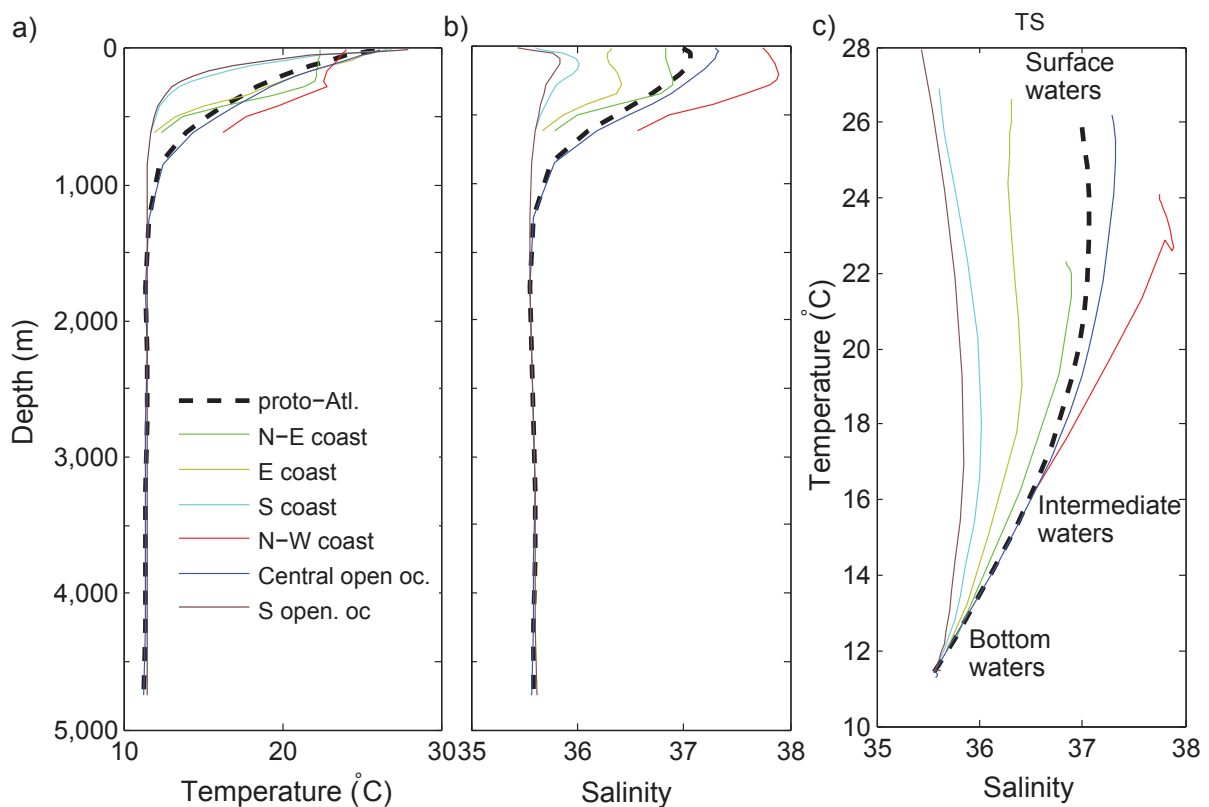 a)
0
1,000
2,000
3,000
4,000
5,000
Depth (m)
10
20
30
Temperature (°C)
proto−Atl.
N−E coast
E coast
S coast
N−W coast
Central open oc.
S open. oc
b)
35
36
37
38
Salinity
c)
TS
28
26
24
22
20
18
16
14
12
10
Temperature (°C)
Surface
waters
Intermediate
waters
Bottom
waters
35
36
37
38
Salinity